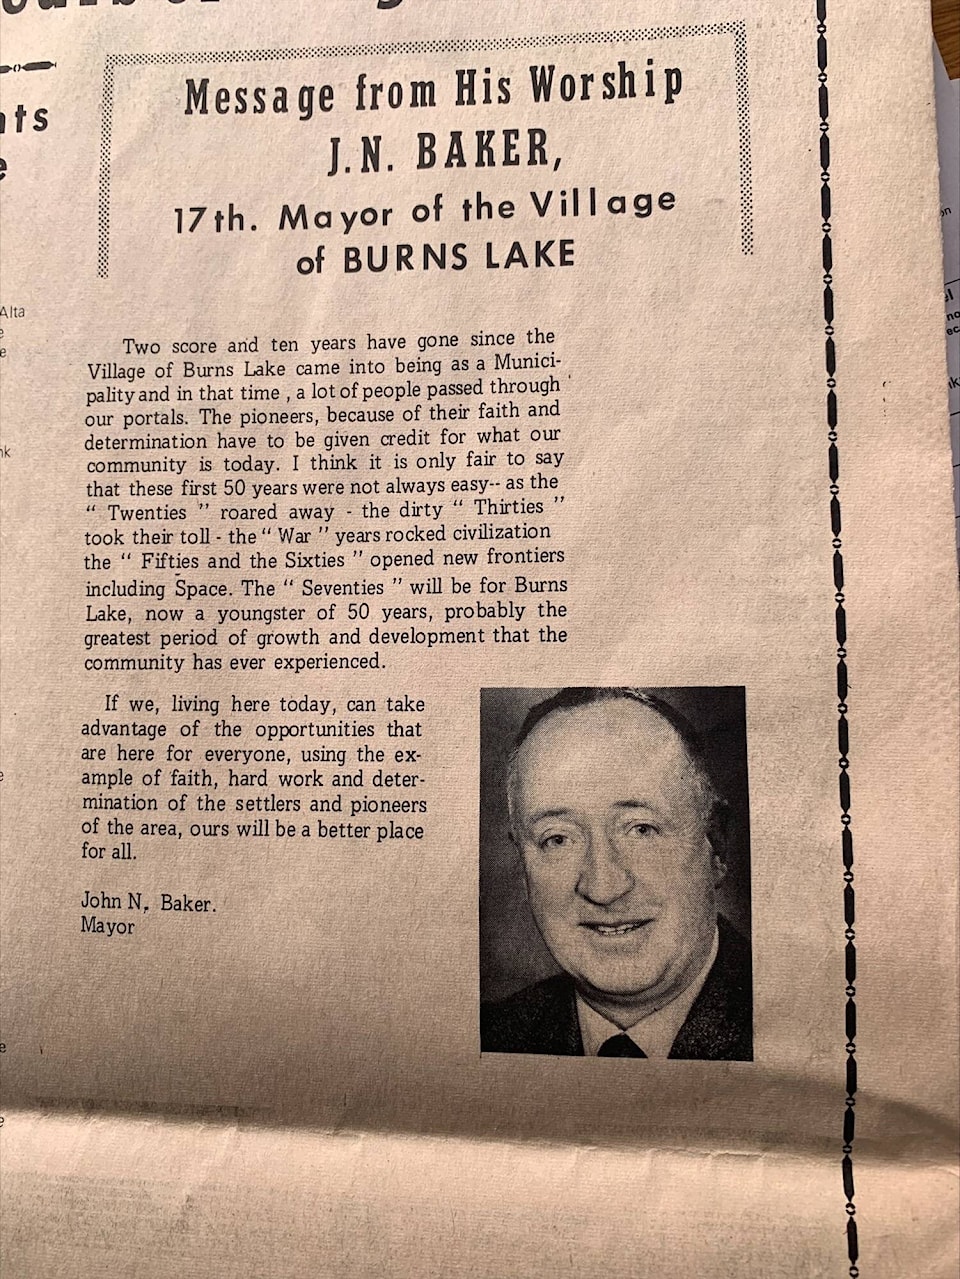 Message from His Worship
J.N. BAKER,
17th. Mayor of the Village
of BURNS LAKE
Two score and ten years have gone since the
Village of Burns Lake came into being as a Munici-
pality and in that time , a lot of people passed through
our portals. The pioneers, because of their faith and
determination have to be given credit for what our
community is today. I think it is only fair to say
that these first 50 years were not always easy-- as the
“ Twenties ” roared away - the dirty “ Thirties ”
took their toll - the “ War ” years rocked civilization
the “ Fifties and the Sixties ” opened new frontiers
including Space. The “ Seventies ” will be for Burns
Lake, now a youngster of 50 years, probably the
greatest period of growth and development that the
community has ever experienced.
If we, living here today, can take
advantage of the opportunities that
are here for everyone, using the ex-
ample of faith, hard work and deter-
mination of the settlers and pioneers
of the area, ours will be a better place
for all.
John N. Baker.
Mayor
Alta